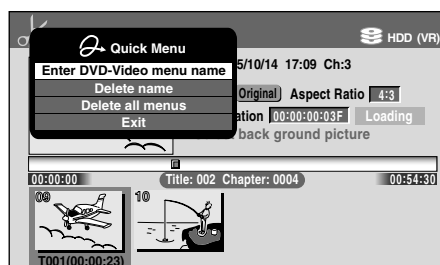 Quick Menu
HDD (VR)
Enter DVD-Video menu name
5/10/14 17:09 Ch:3
Delete name
Original Aspect Ratio 4:3
Delete all menus
ation 00:00:00:03F Loading
Exit
back ground picture
00:00:00 Title: 002 Chapter: 0004 00:54:30
09 10
T001(00:00:23)